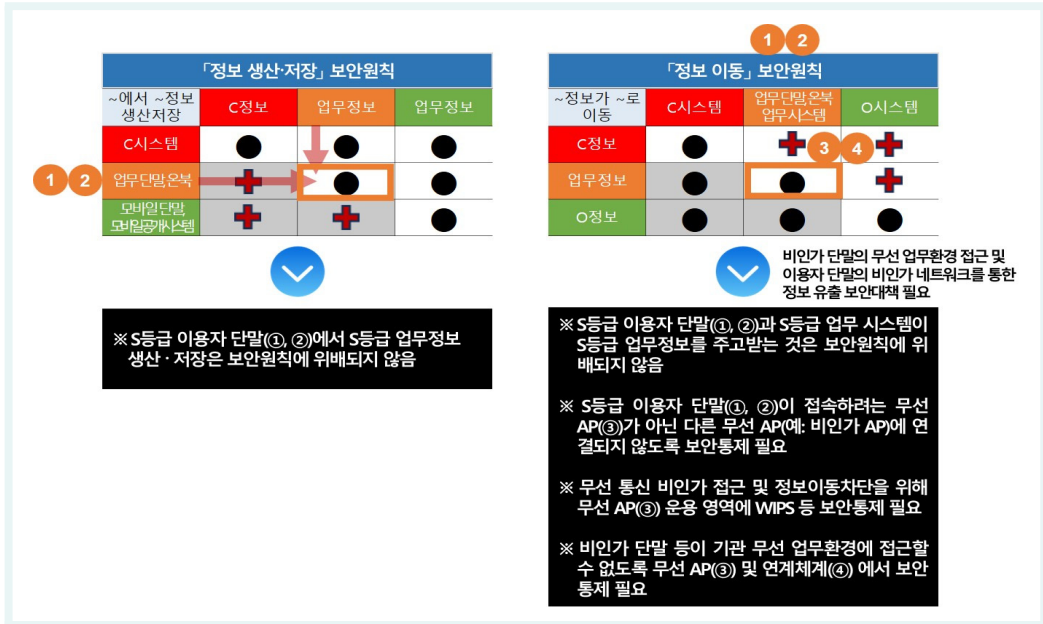 ① ②
「정보 생산·저장」 보안원칙
~에서 ~정보
생산저장
C정보
업무정보
업무정보
C시스템
① ② 업무단말,온북
모바일단말,
모바일공개시스템
※ S등급 이용자 단말(①, ②)에서 S등급 업무정보
생산 · 저장은 보안원칙에 위배되지 않음
「정보 이동」 보안원칙
~정보가 ~로
이동
C시스템
업무단말,온북
업무시스템
O시스템
C정보
③ ④
업무정보
O정보
비인가 단말의 무선 업무환경 접근 및
이용자 단말의 비인가 네트워크를 통한
정보 유출 보안대책 필요
※ S등급 이용자 단말(①, ②)과 S등급 업무 시스템이
S등급 업무정보를 주고받는 것은 보안원칙에 위
배되지 않음
※ S등급 이용자 단말(①, ②)이 접속하려는 무선
AP(③)가 아닌 다른 무선 AP(예: 비인가 AP)에 연
결되지 않도록 보안통제 필요
※ 무선 통신 비인가 접근 및 정보이동차단을 위해
무선 AP(③) 운용 영역에 WIPS 등 보안통제 필요
※ 비인가 단말 등이 기관 무선 업무환경에 접근할
수 없도록 무선 AP(③) 및 연계체계(④) 에서 보안
통제 필요